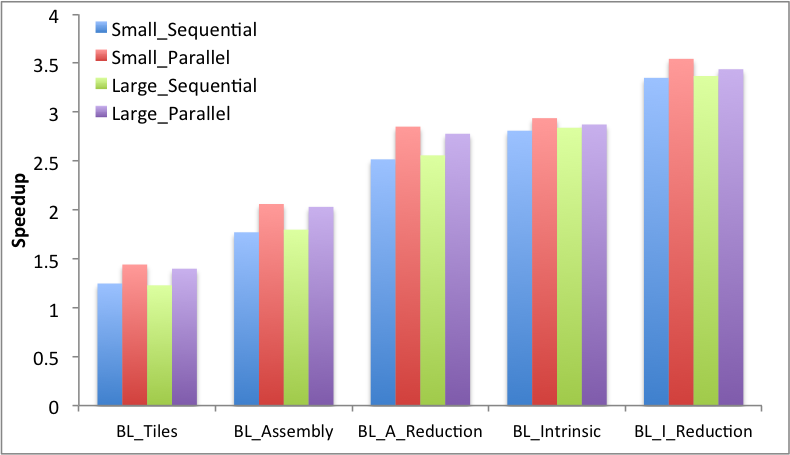 4
3.5
3
2.5
2
1.5
1
0.5
0
Speedup
Small_Sequential
Small_Parallel
Large_Sequential
Large_Parallel
BL_Tiles
BL_Assembly
BL_A_Reduction
BL_Intrinsic
BL_I_Reduction